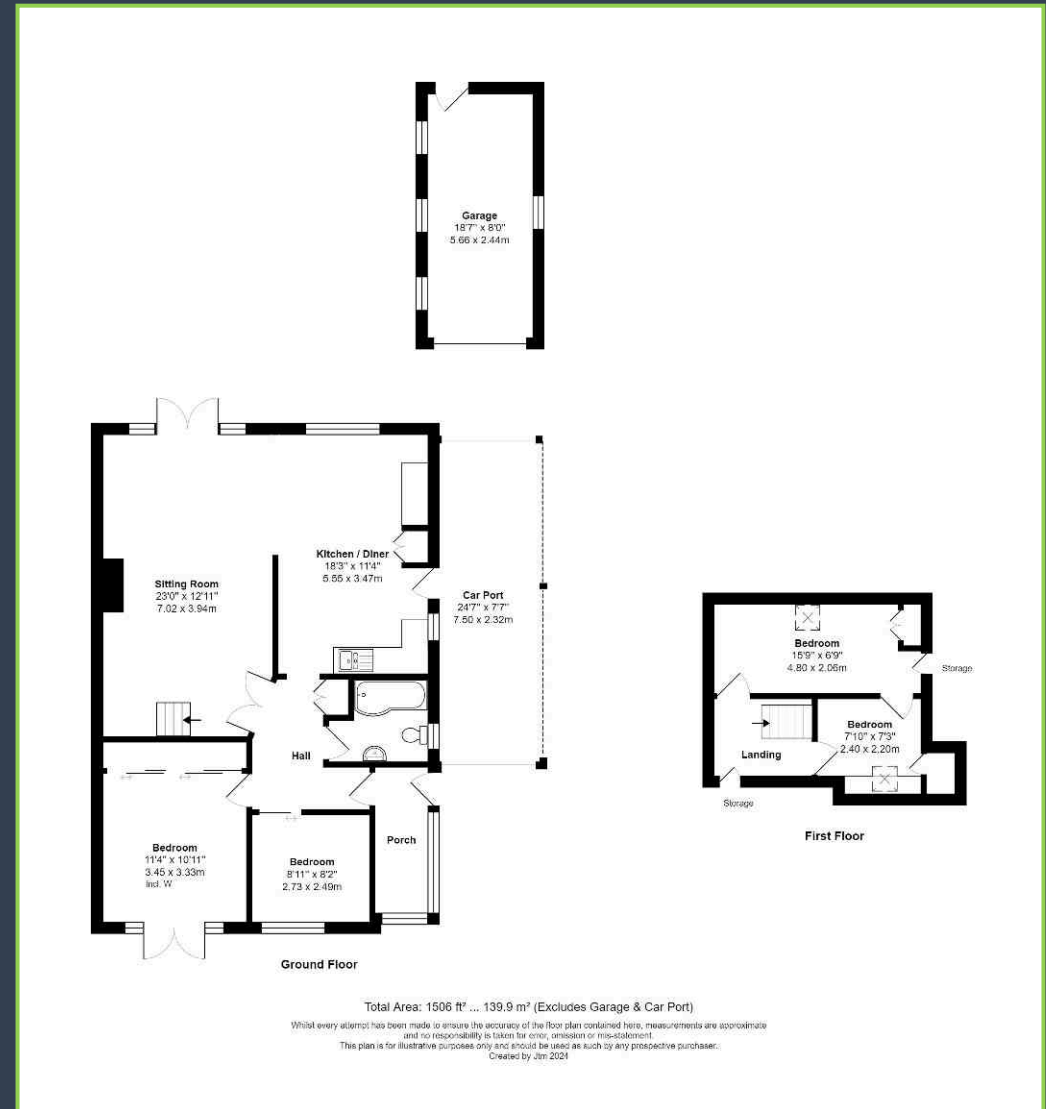 Garage
18'7" x 8'0"
5.66 x 2.44m
Kitchen / Diner
18'3" x 11'4"
5.55 x 3.47m
Sitting Room
23'0" x 12'11"
7.02 x 3.94m
Car Port
24'7" x 7'7"
7.50 x 2.32m
Hall
Porch
Bedroom
11'4" x 10'11"
3.45 x 3.33m
Incl. W
Bedroom
8'11" x 8'2"
2.73 x 2.49m
Ground Floor
Bedroom
15'9" x 6'9"
4.80 x 2.06m
Storage
Bedroom
7'10" x 7'3"
2.40 x 2.20m
Landing
Storage
First Floor
Total Area: 1506 ft² ... 139.9 m² (Excludes Garage & Car Port)
Whilst every attempt has been made to ensure the accuracy of the floor plan contained here, measurements are approximate
and no responsibility is taken for error, omission or mis-statement.
This plan is for illustrative purposes only and should be used as such by any prospective purchaser.
Created by Jtm 2024